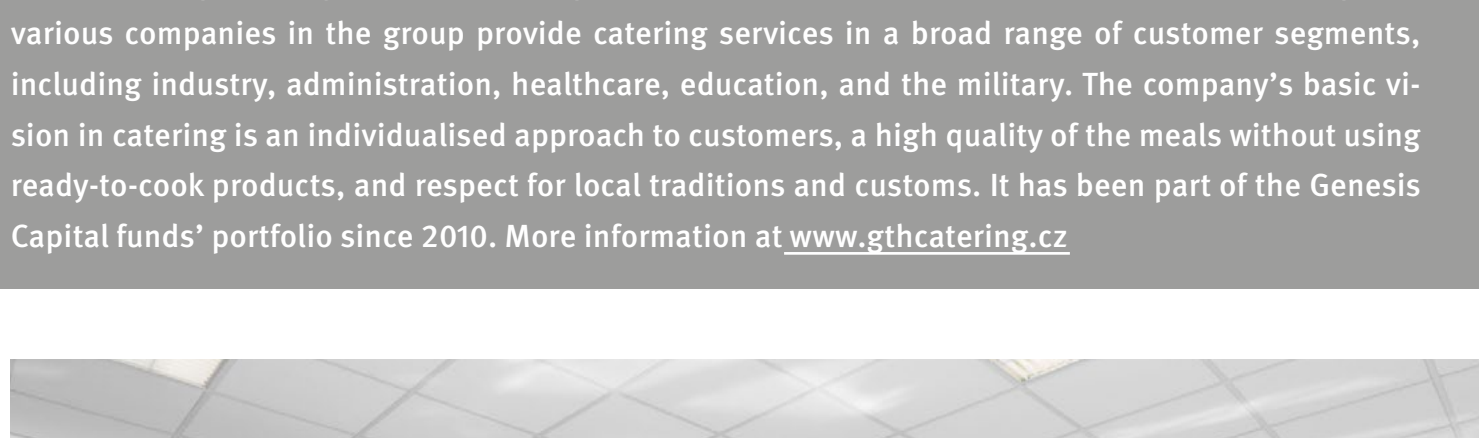 various companies in the group provide catering services in a broad range of customer segments,
including industry, administration, healthcare, education, and the military. The company’s basic vi-
sion in catering is an individualised approach to customers, a high quality of the meals without using
ready-to-cook products, and respect for local traditions and customs. It has been part of the Genesis
Capital funds’ portfolio since 2010. More information at www.gthcatering.cz